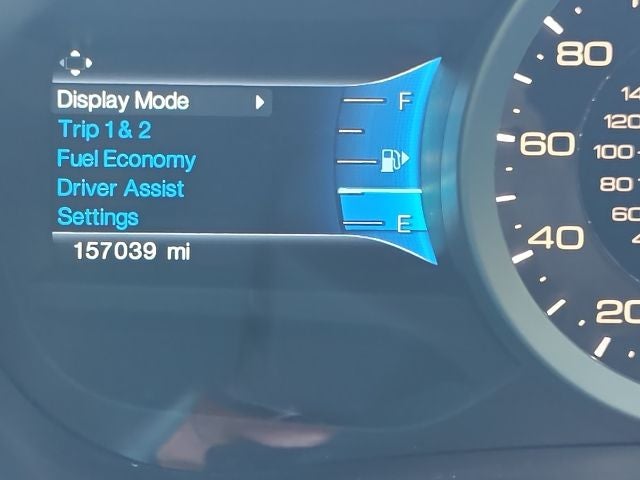 Display Mode
Trip 1 & 2
Fuel Economy
Driver Assist
Settings
157039 mi
F
E
80
60
40
20
120
100
80
60